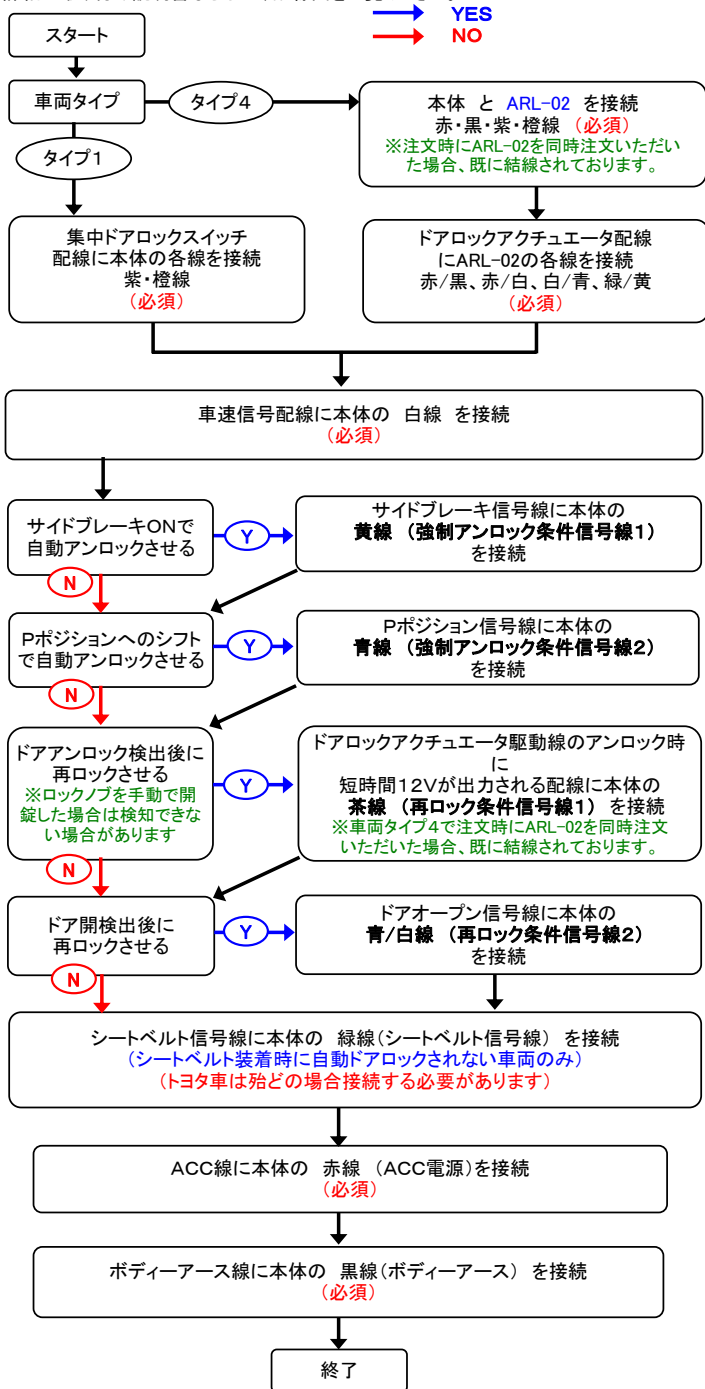 YES
NO
スタート
車両タイプ
タイプ4
タイプ1
本体 と ARL-02 を接続
赤・黒・紫・橙線 (必須)
※注文時にARL-02を同時注文いただい
た場合、既に結線されております。
集中ドアロックスイッチ
配線に本体の各線を接続
紫・橙線
(必須)
ドアロックアクチュエータ配線
にARL-02の各線を接続
赤/黒、赤/白、白/青、緑/黄
(必須)
車速信号配線に本体の 白線 を接続
(必須)
サイドブレーキONで
自動アンロックさせる
Y
サイドブレーキ信号線に本体の
黄線 (強制アンロック条件信号線1)
を接続
N
Pポジションへのシフト
で自動アンロックさせる
Y
Pポジション信号線に本体の
青線 (強制アンロック条件信号線2)
を接続
N
ドアアンロック検出後に
再ロックさせる
※ロックノブを手動で開
錠した場合は検知できな
い場合があります
Y
ドアロックアクチュエータ駆動線のアンロック時
に
短時間12Vが出力される配線に本体の
茶線 (再ロック条件信号線1) を接続
※車両タイプ4で注文時にARL-02を同時注文
いただいた場合、既に結線されております。
N
ドア開検出後に
再ロックさせる
Y
ドアオープン信号線に本体の
青/白線 (再ロック条件信号線2)
を接続
N
シートベルト信号線に本体の 緑線(シートベルト信号線) を接続
(シートベルト装着時に自動ドアロックされない車両のみ)
(トヨタ車は殆どの場合接続する必要があります)
ACC線に本体の 赤線 (ACC電源)を接続
(必須)
ボディーアース線に本体の 黒線(ボディーアース) を接続
(必須)
終了